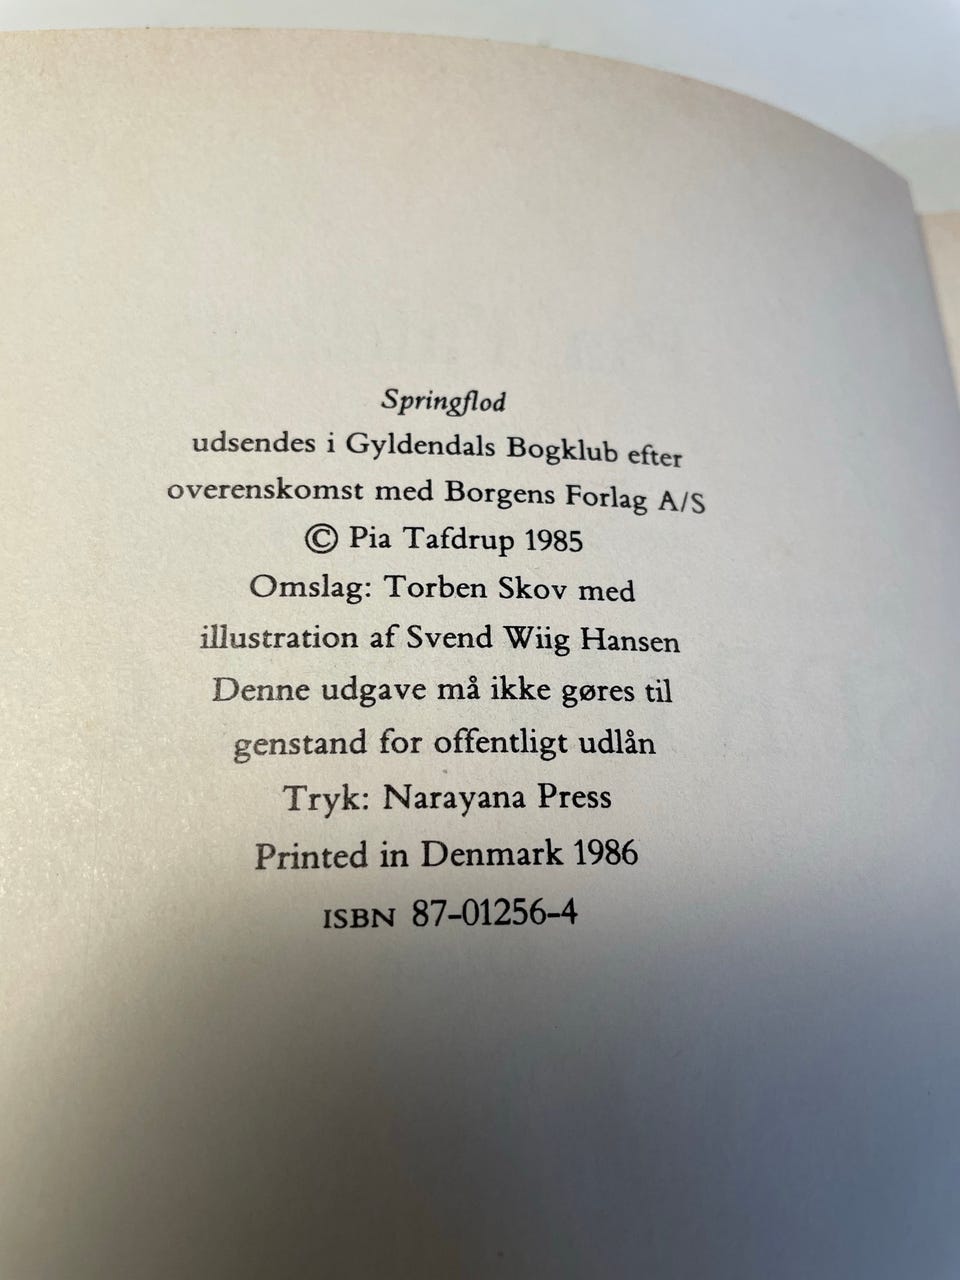 Springflod
udsendes i Gyldendals Bogklub efter
overenskomst med Borgens Forlag A/S
© Pia Tafdrup 1985
Omslag: Torben Skov med
illustration af Svend Wiig Hansen
Denne udgave må ikke gøres til
genstand for offentligt udlån
Tryk: Narayana Press
Printed in Denmark 1986
ISBN 87-01256-4